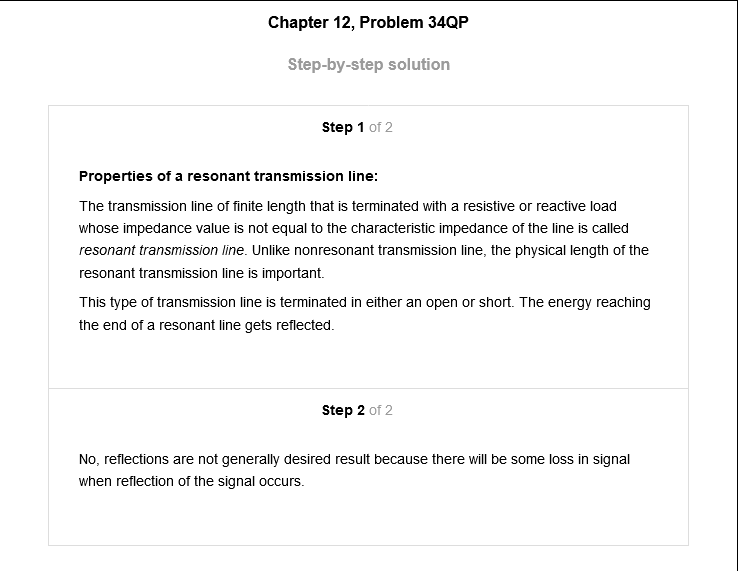 Chapter 12, Problem 34QP
Step-by-step solution
Step 1 of 2
Properties of a resonant transmission line:
The transmission line of finite length that is terminated with a resistive or reactive load
whose impedance value is not equal to the characteristic impedance of the line is called
resonant transmission line. Unlike nonresonant transmission line, the physical length of the
resonant transmission line is important.
This type of transmission line is terminated in either an open or short. The energy reaching
the end of a resonant line gets reflected.
Step 2 of 2
No, reflections are not generally desired result because there will be some loss in signal
when reflection of the signal occurs.